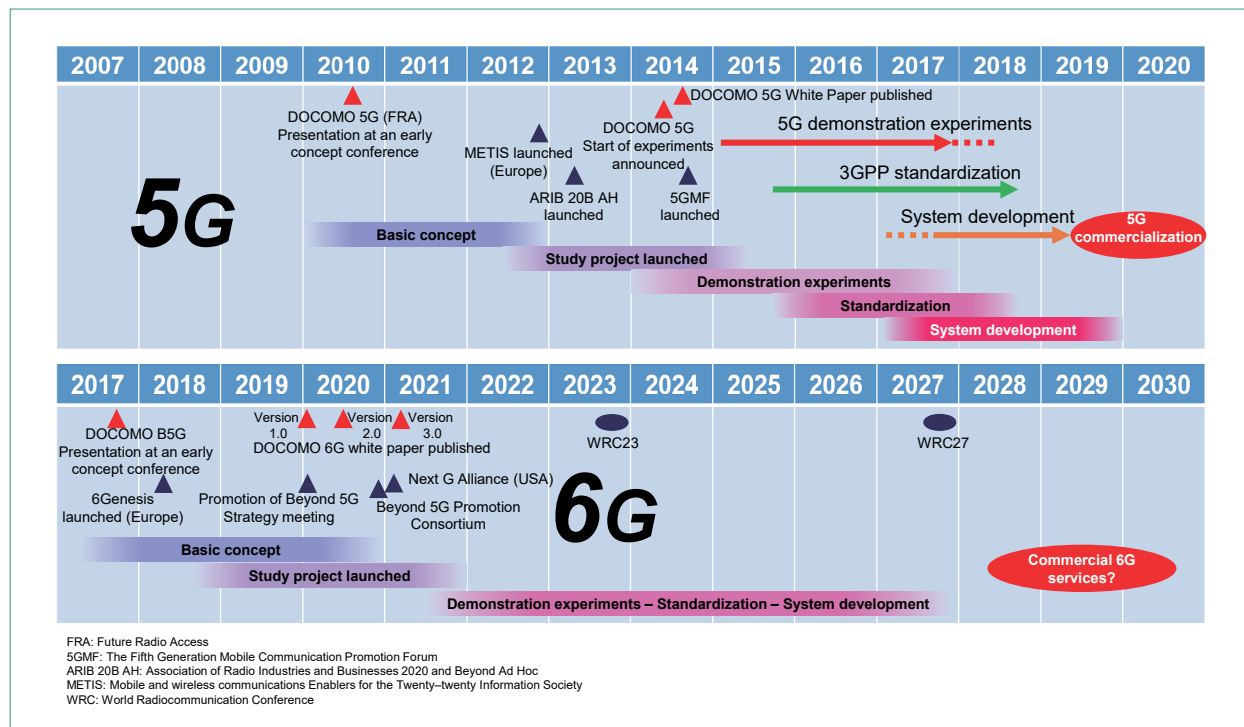 2007 2008 2009 2010 2011 2012 2013 2014 2015 2016 2017 2018 2019 2020
DOCOMO 5G White Paper published
DOCOMO 5G (FRA)
Presentation at an early
concept conference
DOCOMO 5G
Start of experiments
announced
5G demonstration experiments
METIS launched
(Europe)
3GPP standardization
ARIB 20B AH
launched
5GMF
launched
System development
5G
commercialization
5G
Basic concept
Study project launched
Demonstration experiments
Standardization
System development
2017 2018 2019 2020 2021 2022 2023 2024 2025 2026 2027 2028 2029 2030
Version
1.0
Version
2.0
Version
3.0
DOCOMO B5G
Presentation at an early
concept conference
DOCOMO 6G white paper published
WRC23
WRC27
6Genesis
launched (Europe)
Promotion of Beyond 5G
Strategy meeting
Next G Alliance (USA)
Beyond 5G Promotion
Consortium
6G
Basic concept
Study project launched
Demonstration experiments – Standardization – System development
Commercial 6G
services?
FRA: Future Radio Access
5GMF: The Fifth Generation Mobile Communication Promotion Forum
ARIB 20B AH: Association of Radio Industries and Businesses 2020 and Beyond Ad Hoc
METIS: Mobile and wireless communications Enablers for the Twenty–twenty Information Society
WRC: World Radiocommunication Conference